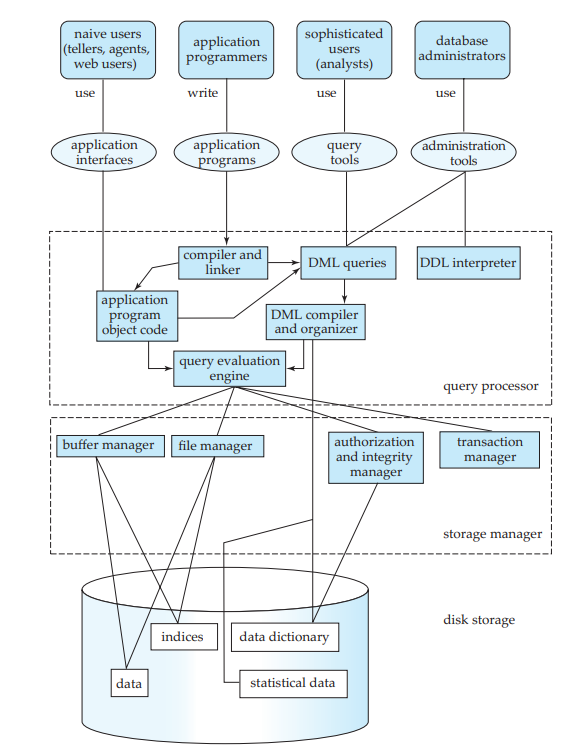 naive users
(tellers, agents,
web users)
application
programmers
sophisticated
users
(analysts)
database
administrators
use
write
use
use
application
interfaces
application
programs
query
tools
administration
tools
compiler and
linker
DML queries
DDL interpreter
application
program
object code
DML compiler
and organizer
query evaluation
engine
query processor
buffer manager
file manager
authorization
and integrity
manager
transaction
manager
storage manager
disk storage
indices
data dictionary
data
statistical data